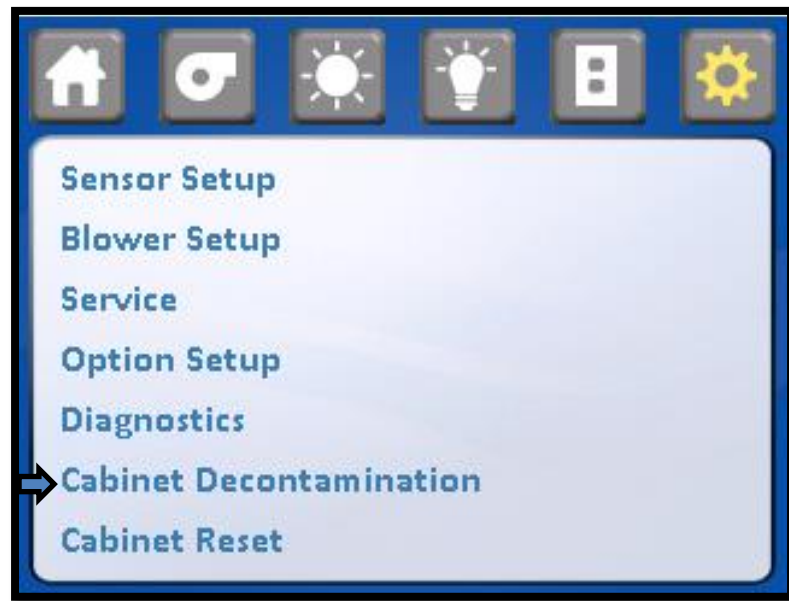 Sensor Setup
Blower Setup
Service
Option Setup
Diagnostics
Cabinet Decontamination
Cabinet Reset